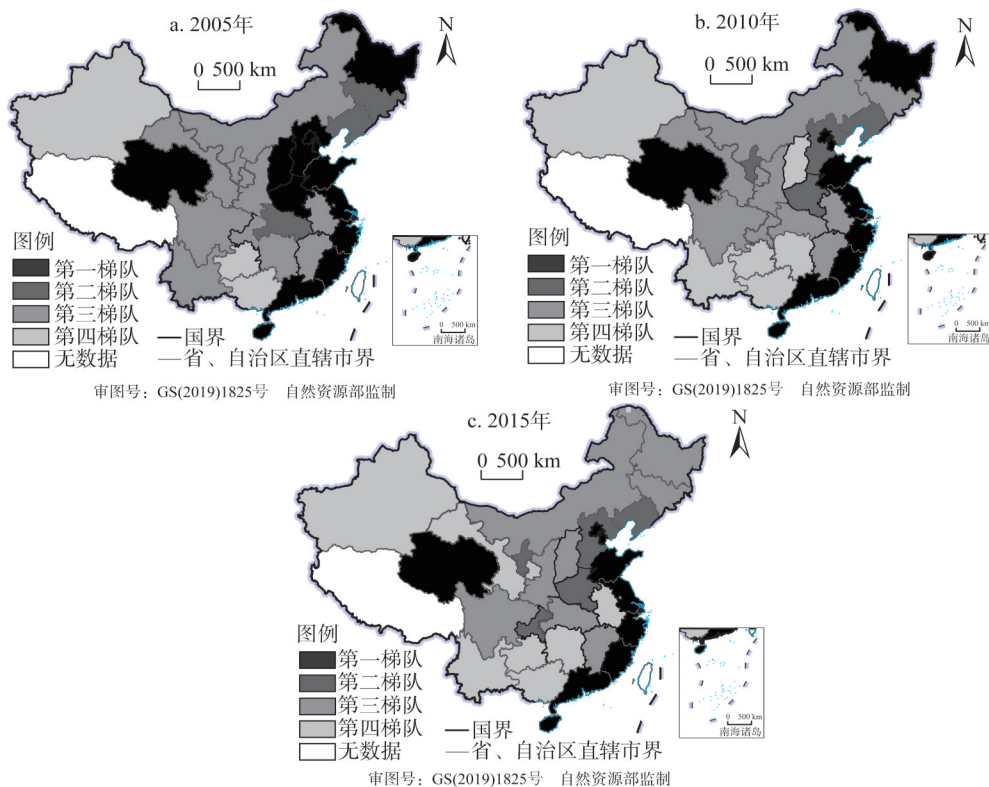 a. 2005年
N
0 500 km
图例
第一梯队
第二梯队
第三梯队
第四梯队
无数据
国界
省、自治区直辖市界
0 500 km
南海诸岛
审图号：GS(2019)1825号 自然资源部监制
b. 2010年
N
0 500 km
图例
第一梯队
第二梯队
第三梯队
第四梯队
无数据
国界
省、自治区直辖市界
0 500 km
南海诸岛
审图号：GS(2019)1825号 自然资源部监制
c. 2015年
N
0 500 km
图例
第一梯队
第二梯队
第三梯队
第四梯队
无数据
国界
省、自治区直辖市界
0 500 km
南海诸岛
审图号：GS(2019)1825号 自然资源部监制